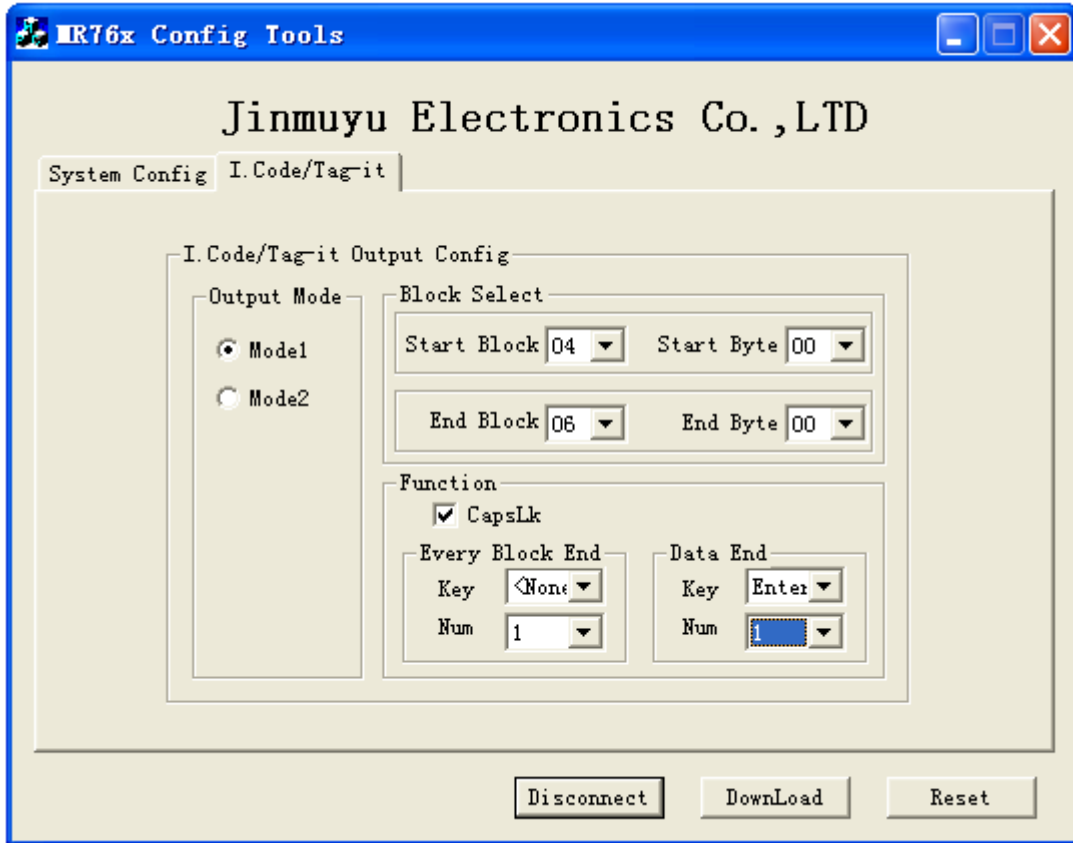 MR76x Config Tools
Jinmuyu Electronics Co.,LTD
System Config I.Code/Tag-it
I.Code/Tag-it Output Config
Output Mode
Mode1
Mode2
Block Select
Start Block 04 Start Byte 00
End Block 06 End Byte 00
Function
CapsLk
Every Block End
Key <None
Num 1
Data End
Key Enter
Num 1
Disconnect DownLoad Reset